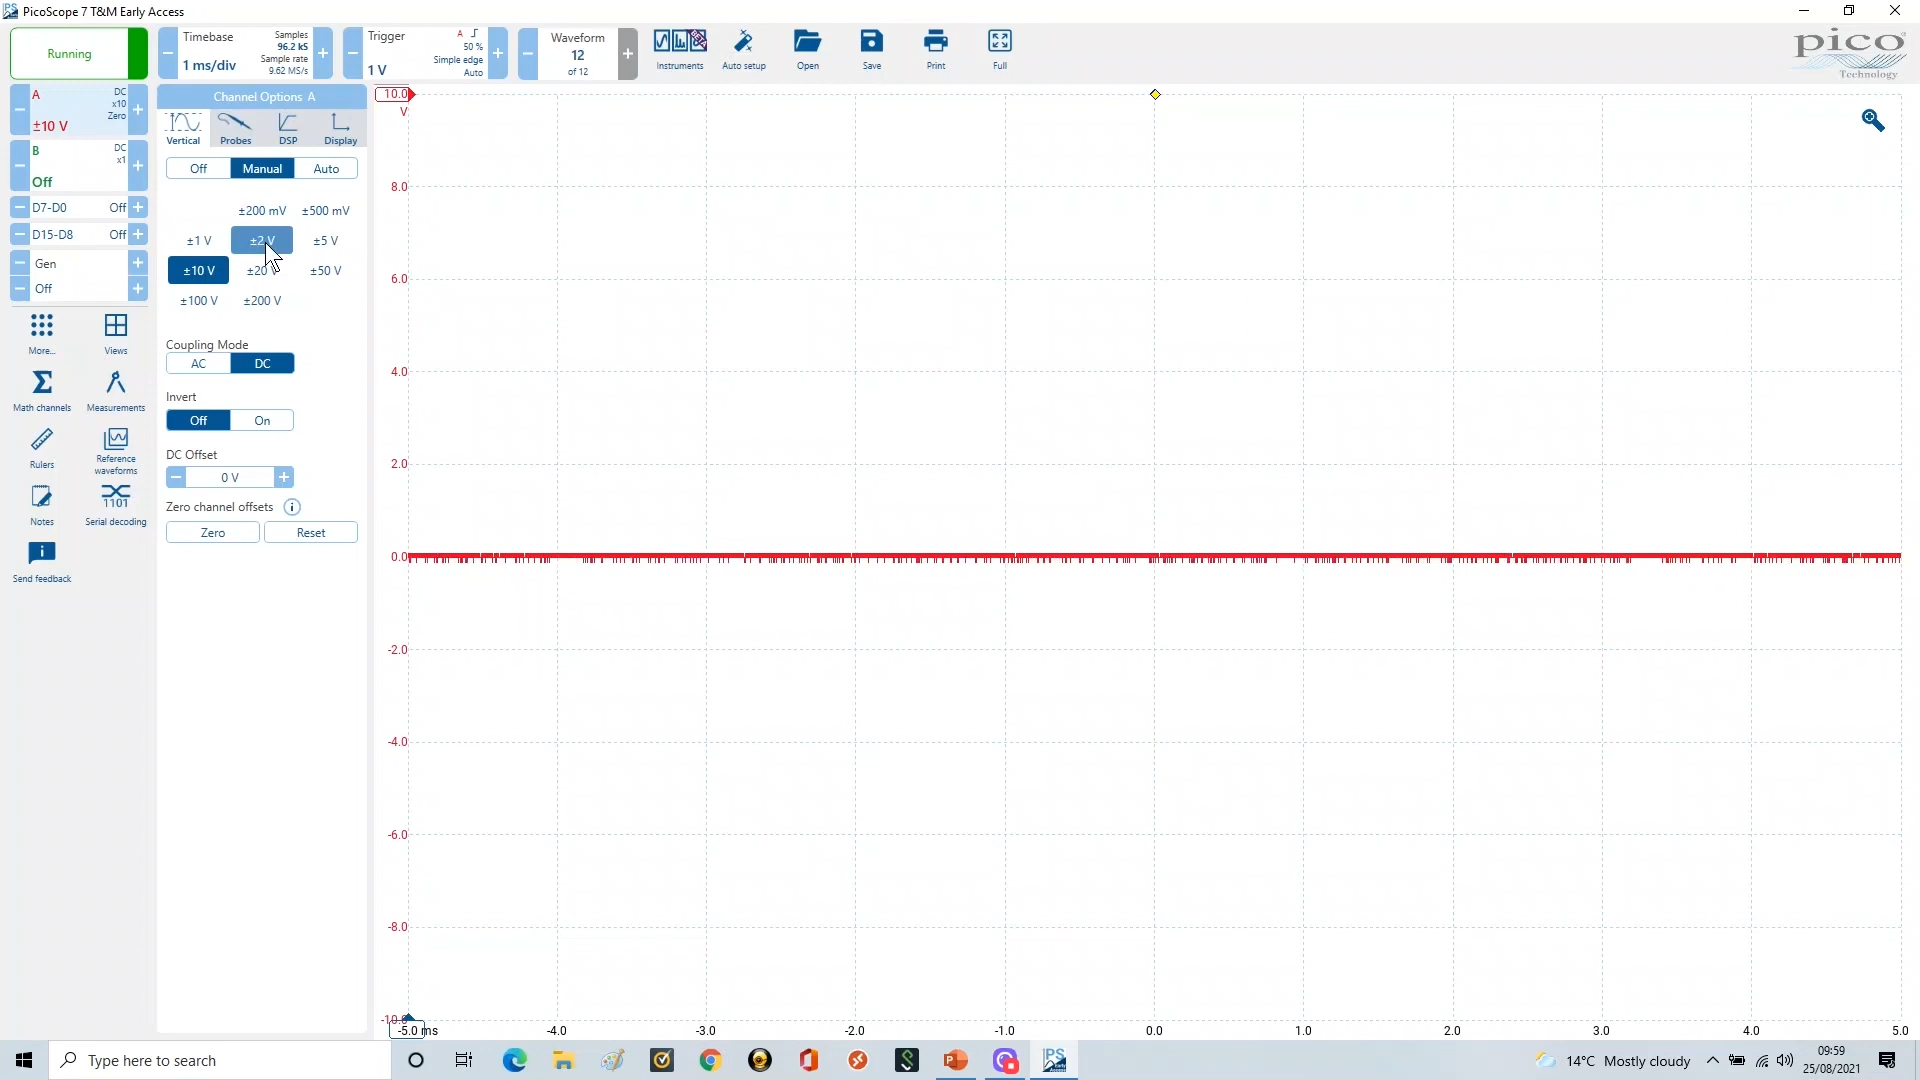 PicoScope 7 T&M Early Access
Running
Timebase
1 ms/div
Samples
96.2 kS
Sample rate
9.62 MS/s
Trigger
1 V
A
50 %
Simple edge
Auto
Waveform
12
of 12
Instruments
Auto setup
Open
Save
Print
Full
pico
Technology
A
±10 V
DC
x10
Zero
B
Off
DC
x1
D7-D0 Off
D15-D8 Off
Gen
Off
More...
Views
Math channels
Measurements
Rulers
Reference
waveforms
Notes
1101
Serial decoding
Send feedback
Channel Options A
Vertical
Probes
DSP
Display
Off Manual Auto
±200 mV ±500 mV
±1 V ±2 V ±5 V
±10 V ±20 V ±50 V
±100 V ±200 V
Coupling Mode
AC DC
Invert
Off On
DC Offset
0 V
Zero channel offsets
Zero Reset
10.0
V
8.0
6.0
4.0
2.0
0.0
-2.0
-4.0
-6.0
-8.0
-10.0
-5.0 ms -4.0 -3.0 -2.0 -1.0 0.0 1.0 2.0 3.0 4.0 5.0
Type here to search
PS
14°C Mostly cloudy
09:59
25/08/2021